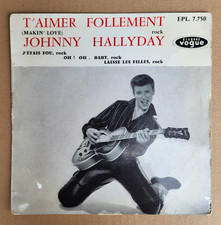 T'AIMER FOLLEMENT
EPL. 7.750
(MAKIN' LOVE)
rock
JOHNNY HALLYDAY
vogue
J'ÉTAIS FOU, rock
OH ! OH . BABY, rock
LAISSE LES FILLES, rock